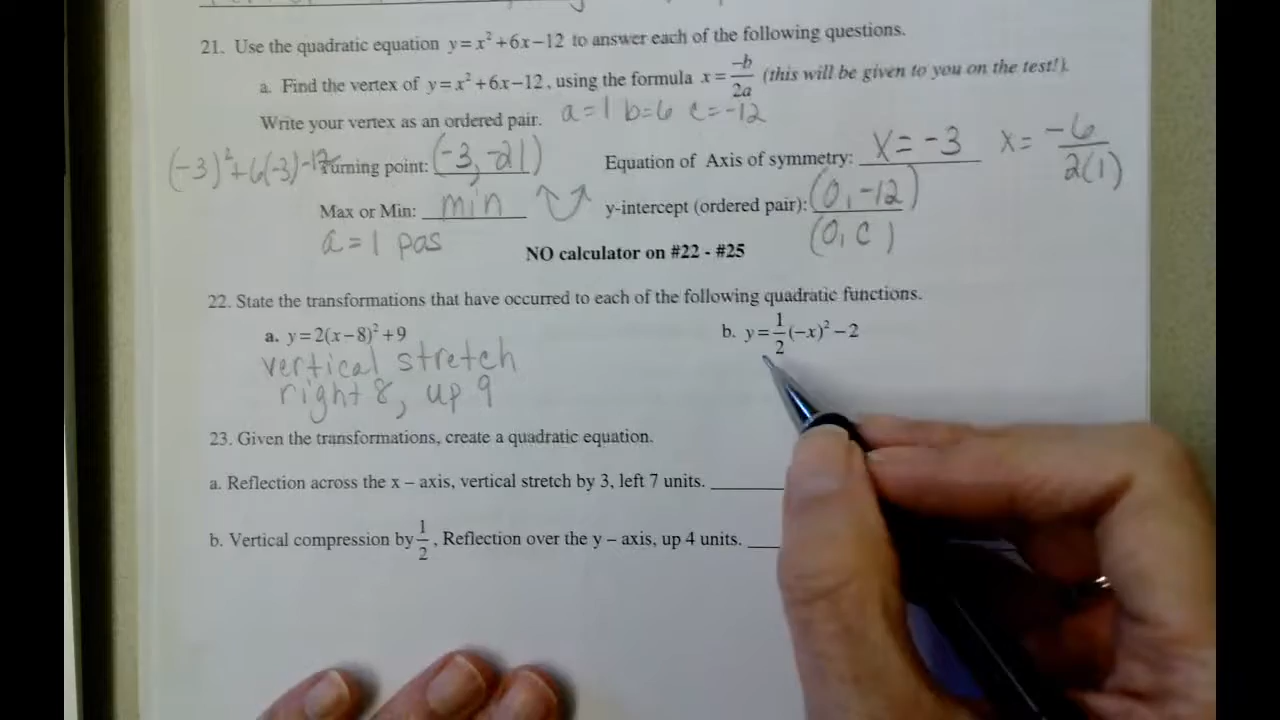 21. Use the quadratic equation y = x² + 6x − 12 to answer each of the following questions.
a. Find the vertex of y = x² + 6x − 12, using the formula x = −b/2a (this will be given to you on the test!).
Write your vertex as an ordered pair. a = 1 b = 6 c = −12
(−3)² + 6(−3) − 12 Turning point: (−3, −21) Equation of Axis of symmetry: x = −3 x = −6/2(1)
Max or Min: min y-intercept (ordered pair): (0, −12)
a = 1 pos (0, c)
NO calculator on #22 - #25
22. State the transformations that have occurred to each of the following quadratic functions.
a. y = 2(x − 8)² + 9 b. y = 1/2(−x)² − 2
vertical stretch
right 8, up 9
23. Given the transformations, create a quadratic equation.
a. Reflection across the x – axis, vertical stretch by 3, left 7 units.
b. Vertical compression by 1/2, Reflection over the y – axis, up 4 units.